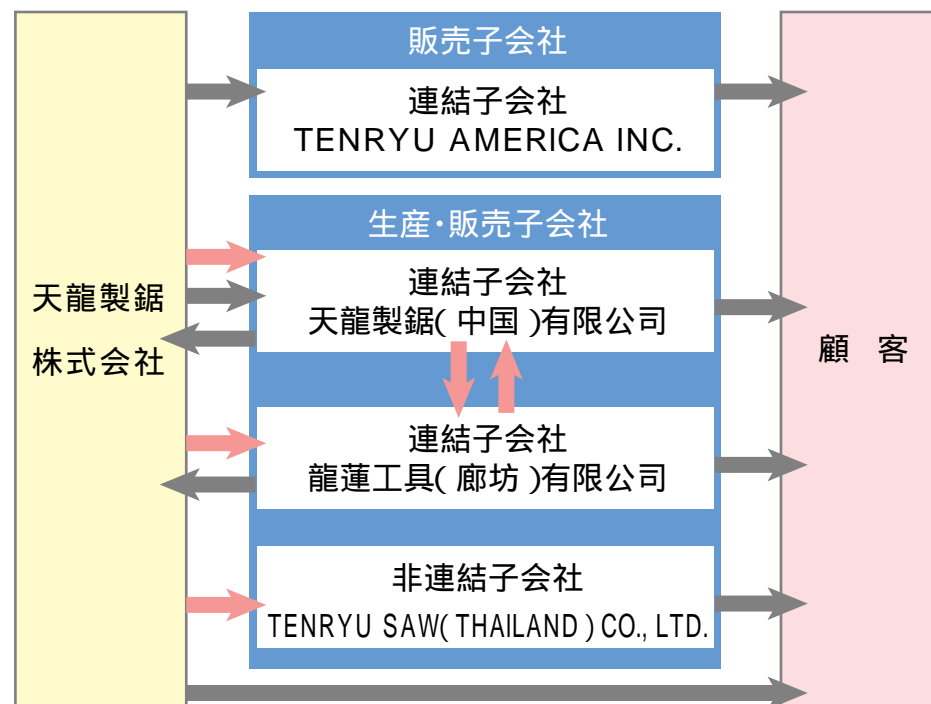 販売子会社
連結子会社
TENRYU AMERICA INC.
生産・販売子会社
連結子会社
天龍製鋸(中国)有限公司
天龍製鋸
株式会社
顧 客
連結子会社
龍蓮工具(廊坊)有限公司
非連結子会社
TENRYU SAW(THAILAND)CO., LTD.